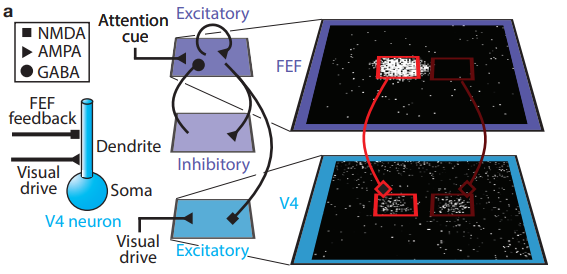 a
NMDA
AMPA
GABA
Attention
cue
Excitatory
FEF
FEF
feedback
Dendrite
Visual
drive
Soma
V4 neuron
Inhibitory
V4
Visual
drive
Excitatory